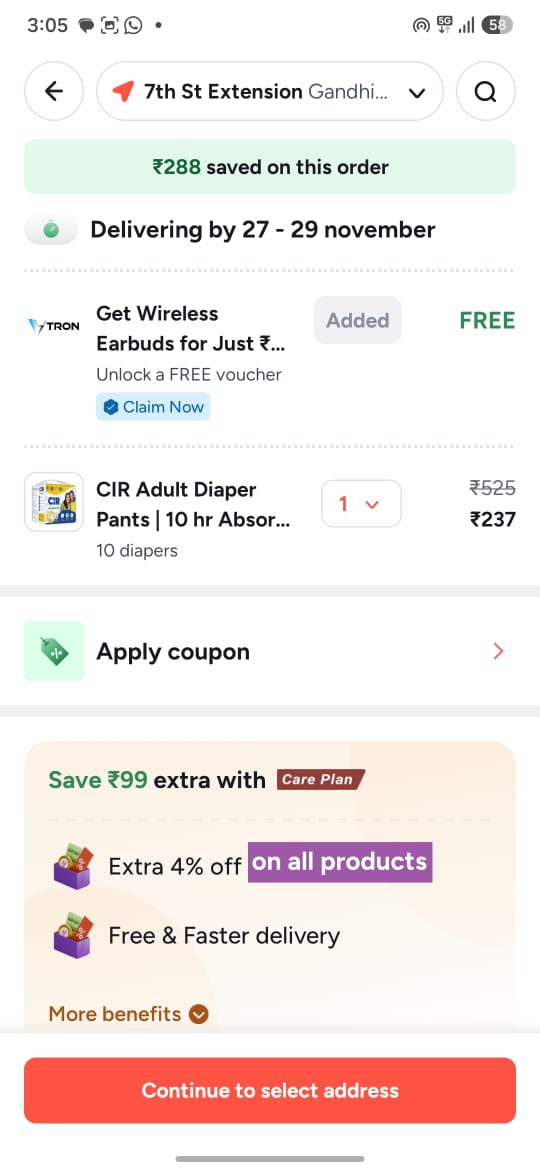 3:05
5G
58
7th St Extension Gandhi...
₹288 saved on this order
Delivering by 27 - 29 november
TRON
Get Wireless
Earbuds for Just ₹...
Added
FREE
Unlock a FREE voucher
Claim Now
CIR
CIR Adult Diaper
Pants | 10 hr Absor...
1
₹525
₹237
10 diapers
Apply coupon
Save ₹99 extra with Care Plan
Extra 4% off on all products
Free & Faster delivery
More benefits
Continue to select address